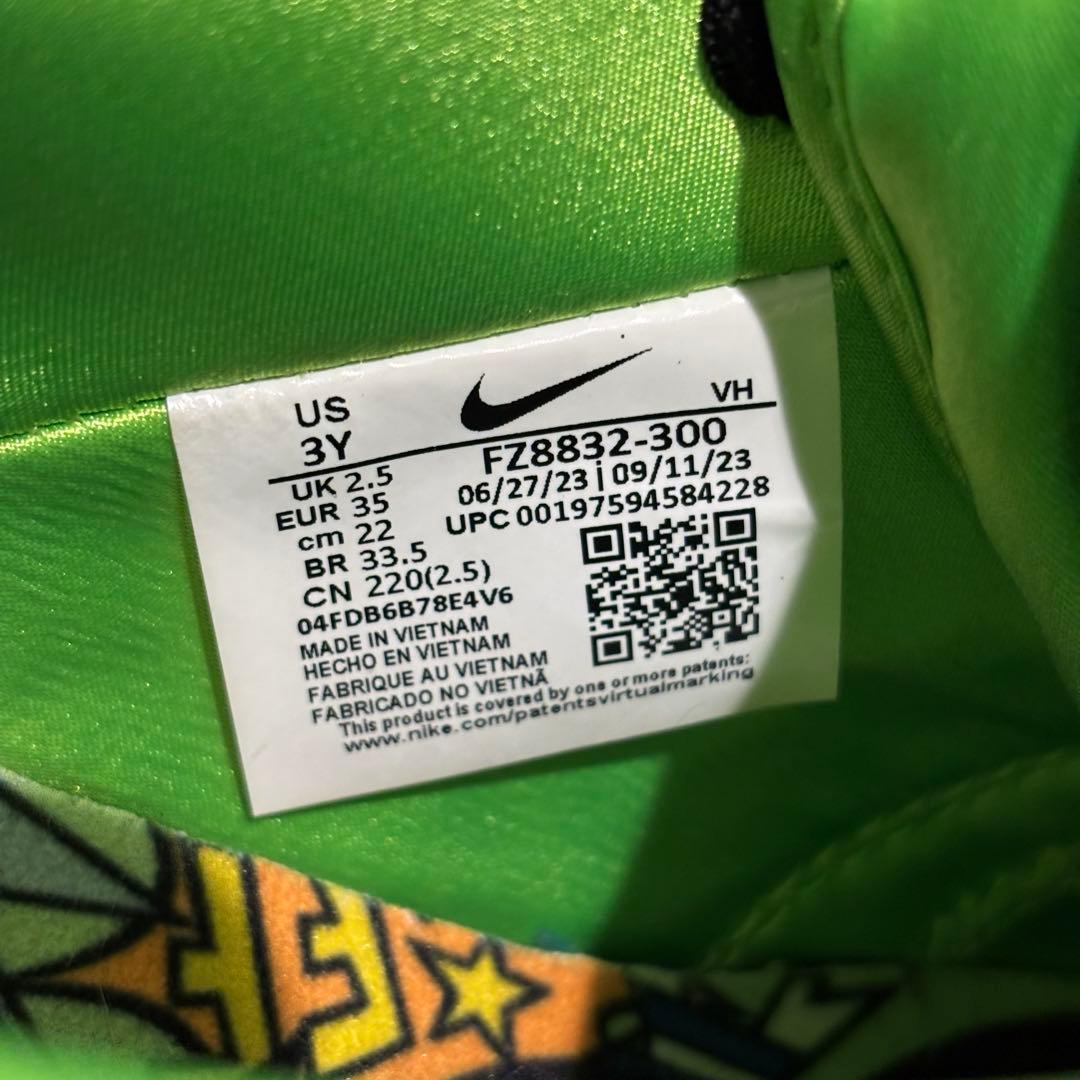 US
3Y
VH
UK 2.5
EUR 35
cm 22
BR 33.5
CN 220(2.5)
FZ8832-300
06/27/23 | 09/11/23
UPC 00197594584228
04FDB6B78E4V6
MADE IN VIETNAM
HECHO EN VIETNAM
FABRIQUE AU VIETNAM
FABRICADO NO VIETNÃ
This product is covered by one or more patents:
www.nike.com/patentsvirtualmarking